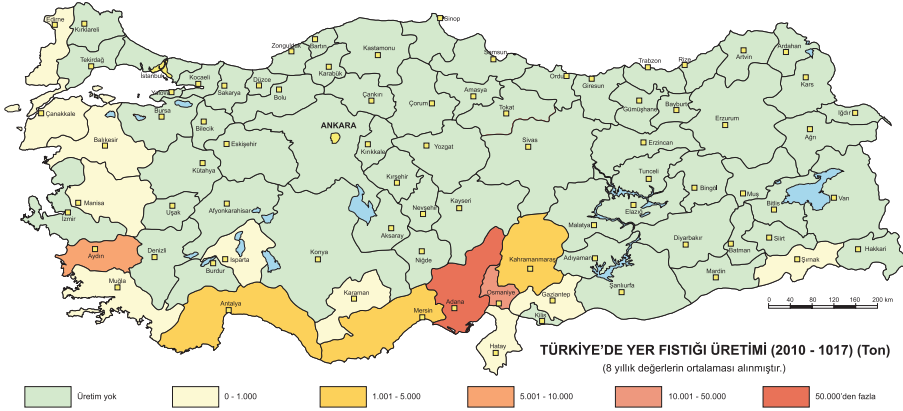 Edirne
Kırklareli
Tekirdağ
İstanbul
Kocaeli
Yalova
Sakarya
Düzce
Bolu
Zonguldak
Bartın
Karabük
Kastamonu
Sinop
Samsun
Çankırı
Çorum
Amasya
Tokat
Ordu
Giresun
Trabzon
Rize
Artvin
Ardahan
Kars
Gümüşhane
Bayburt
Erzurum
Iğdır
Ağrı
Çanakkale
Balıkesir
Bursa
Bilecik
Eskişehir
Kütahya
ANKARA
Kırıkkale
Yozgat
Sivas
Erzincan
Tunceli
Bingöl
Muş
Bitlis
Van
Manisa
İzmir
Uşak
Afyonkarahisar
Kırşehir
Nevşehir
Kayseri
Aksaray
Malatya
Elazığ
Diyarbakır
Batman
Siirt
Hakkari
Şırnak
Mardin
Aydın
Denizli
Burdur
Isparta
Konya
Niğde
Kahramanmaraş
Adıyaman
Şanlıurfa
Muğla
Antalya
Karaman
Mersin
Adana
Osmaniye
Gaziantep
Kilis
Hatay
0 40 80 120 160 200 km
TÜRKİYE'DE YER FISTIĞI ÜRETİMİ (2010 - 1017) (Ton)
(8 yıllık değerlerin ortalaması alınmıştır.)
Üretim yok
0 - 1.000
1.001 - 5.000
5.001 - 10.000
10.001 - 50.000
50.000'den fazla